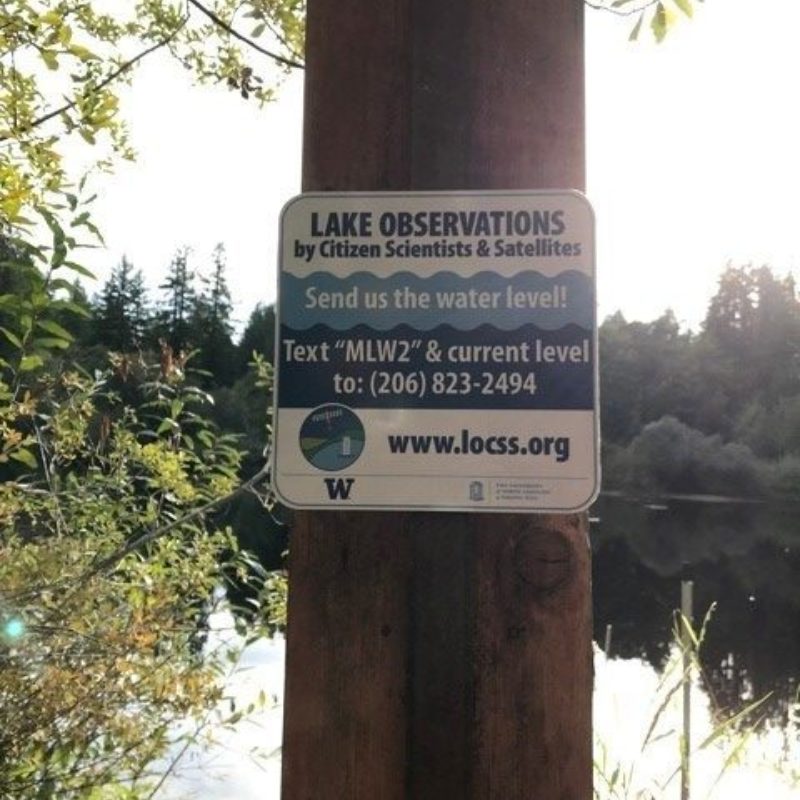 LAKE OBSERVATIONS
by Citizen Scientists & Satellites
Send us the water level!
Text “MLW2” & current level
to: (206) 823-2494
www.locss.org
W